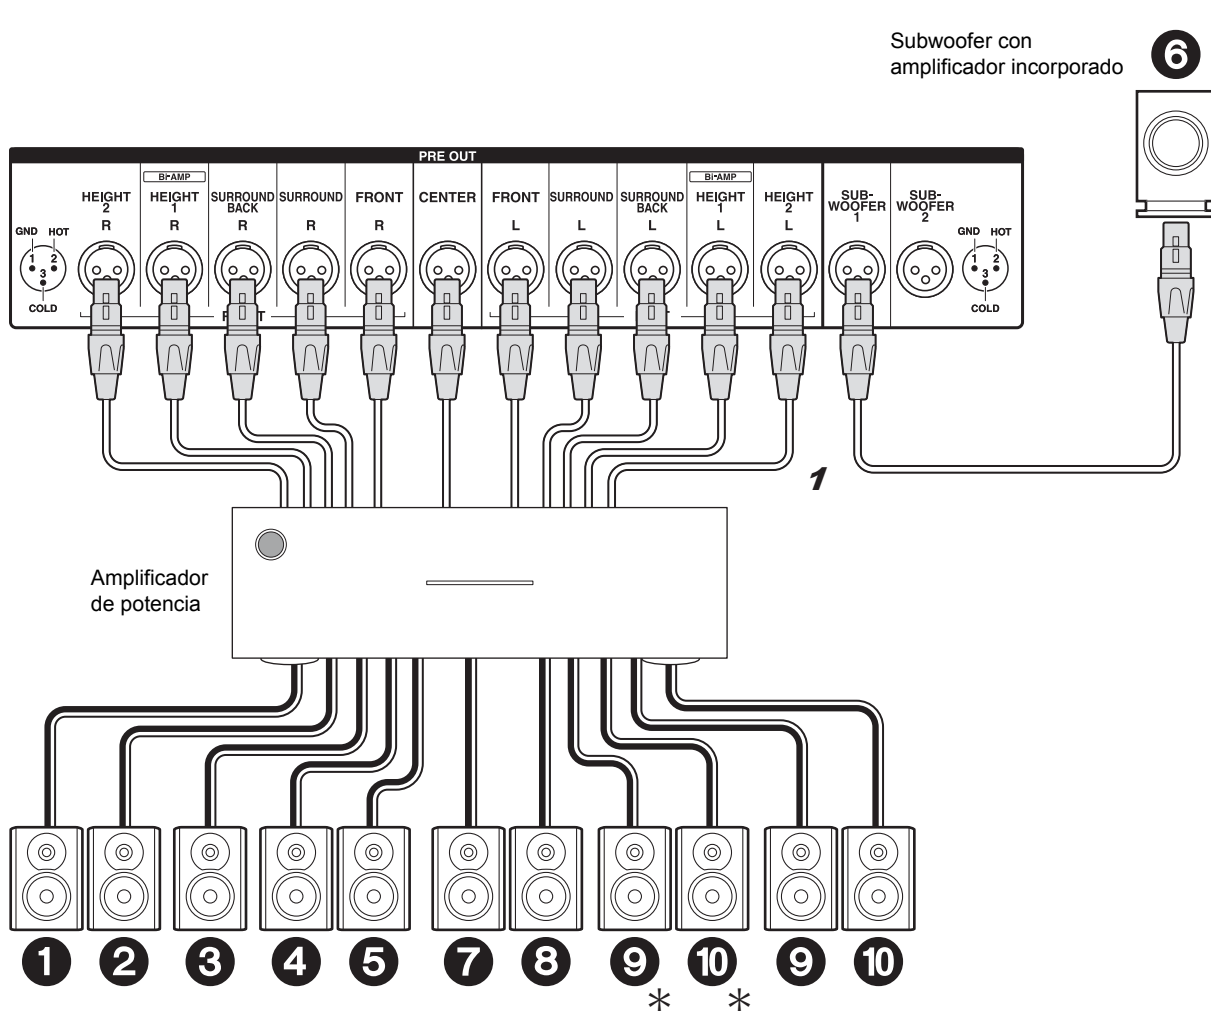 Subwoofer con
amplificador incorporado
6
PRE OUT
HEIGHT
2
R
Bi-AMP
HEIGHT
1
R
SURROUND
BACK
R
SURROUND
R
FRONT
R
CENTER
FRONT
L
SURROUND
L
SURROUND
BACK
L
Bi-AMP
HEIGHT
1
L
HEIGHT
2
L
SUB-
WOOFER
1
SUB-
WOOFER
2
GND HOT
1 2
3
COLD
GND HOT
1 2
3
COLD
1
Amplificador
de potencia
1 2 3 4 5 7 8 9 10 9 10
* *